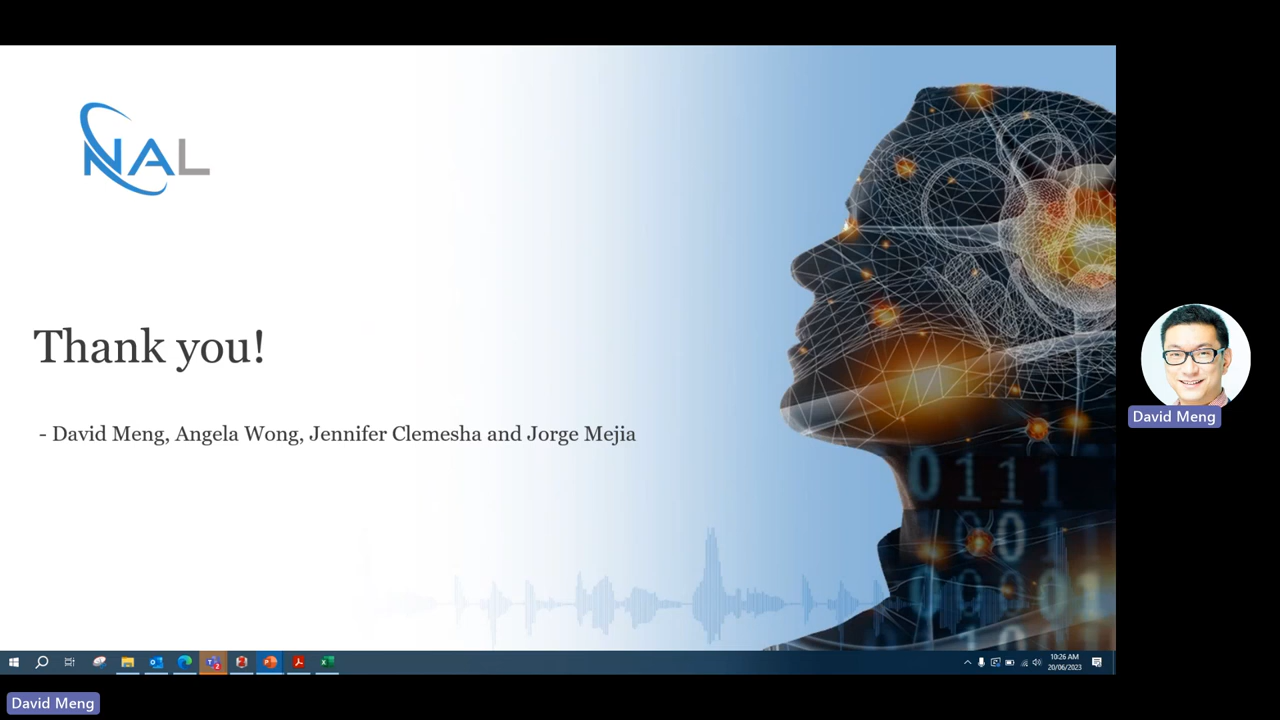 NAL
Thank you!
- David Meng, Angela Wong, Jennifer Clemesha and Jorge Mejia
David Meng
10:26 AM
20/06/2023
David Meng